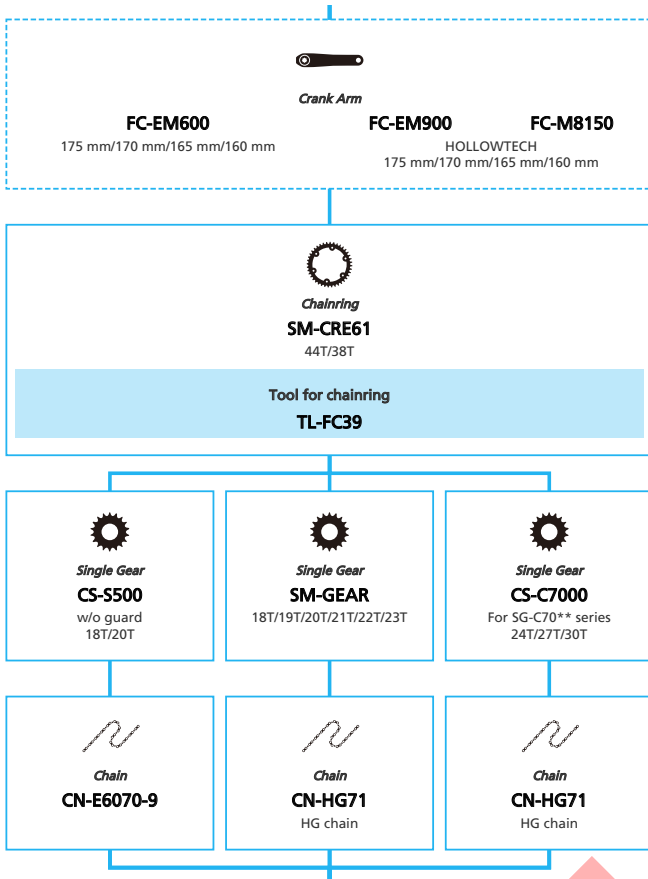 Crank Arm
FC-EM600
175 mm/170 mm/165 mm/160 mm
FC-EM900 FC-M8150
HOLLOWTECH
175 mm/170 mm/165 mm/160 mm
Chainring
SM-CRE61
44T/38T
Tool for chainring
TL-FC39
Single Gear
CS-S500
w/o guard
18T/20T
Single Gear
SM-GEAR
18T/19T/20T/21T/22T/23T
Single Gear
CS-C7000
For SG-C70** series
24T/27T/30T
Chain
CN-E6070-9
Chain
CN-HG71
HG chain
Chain
CN-HG71
HG chain